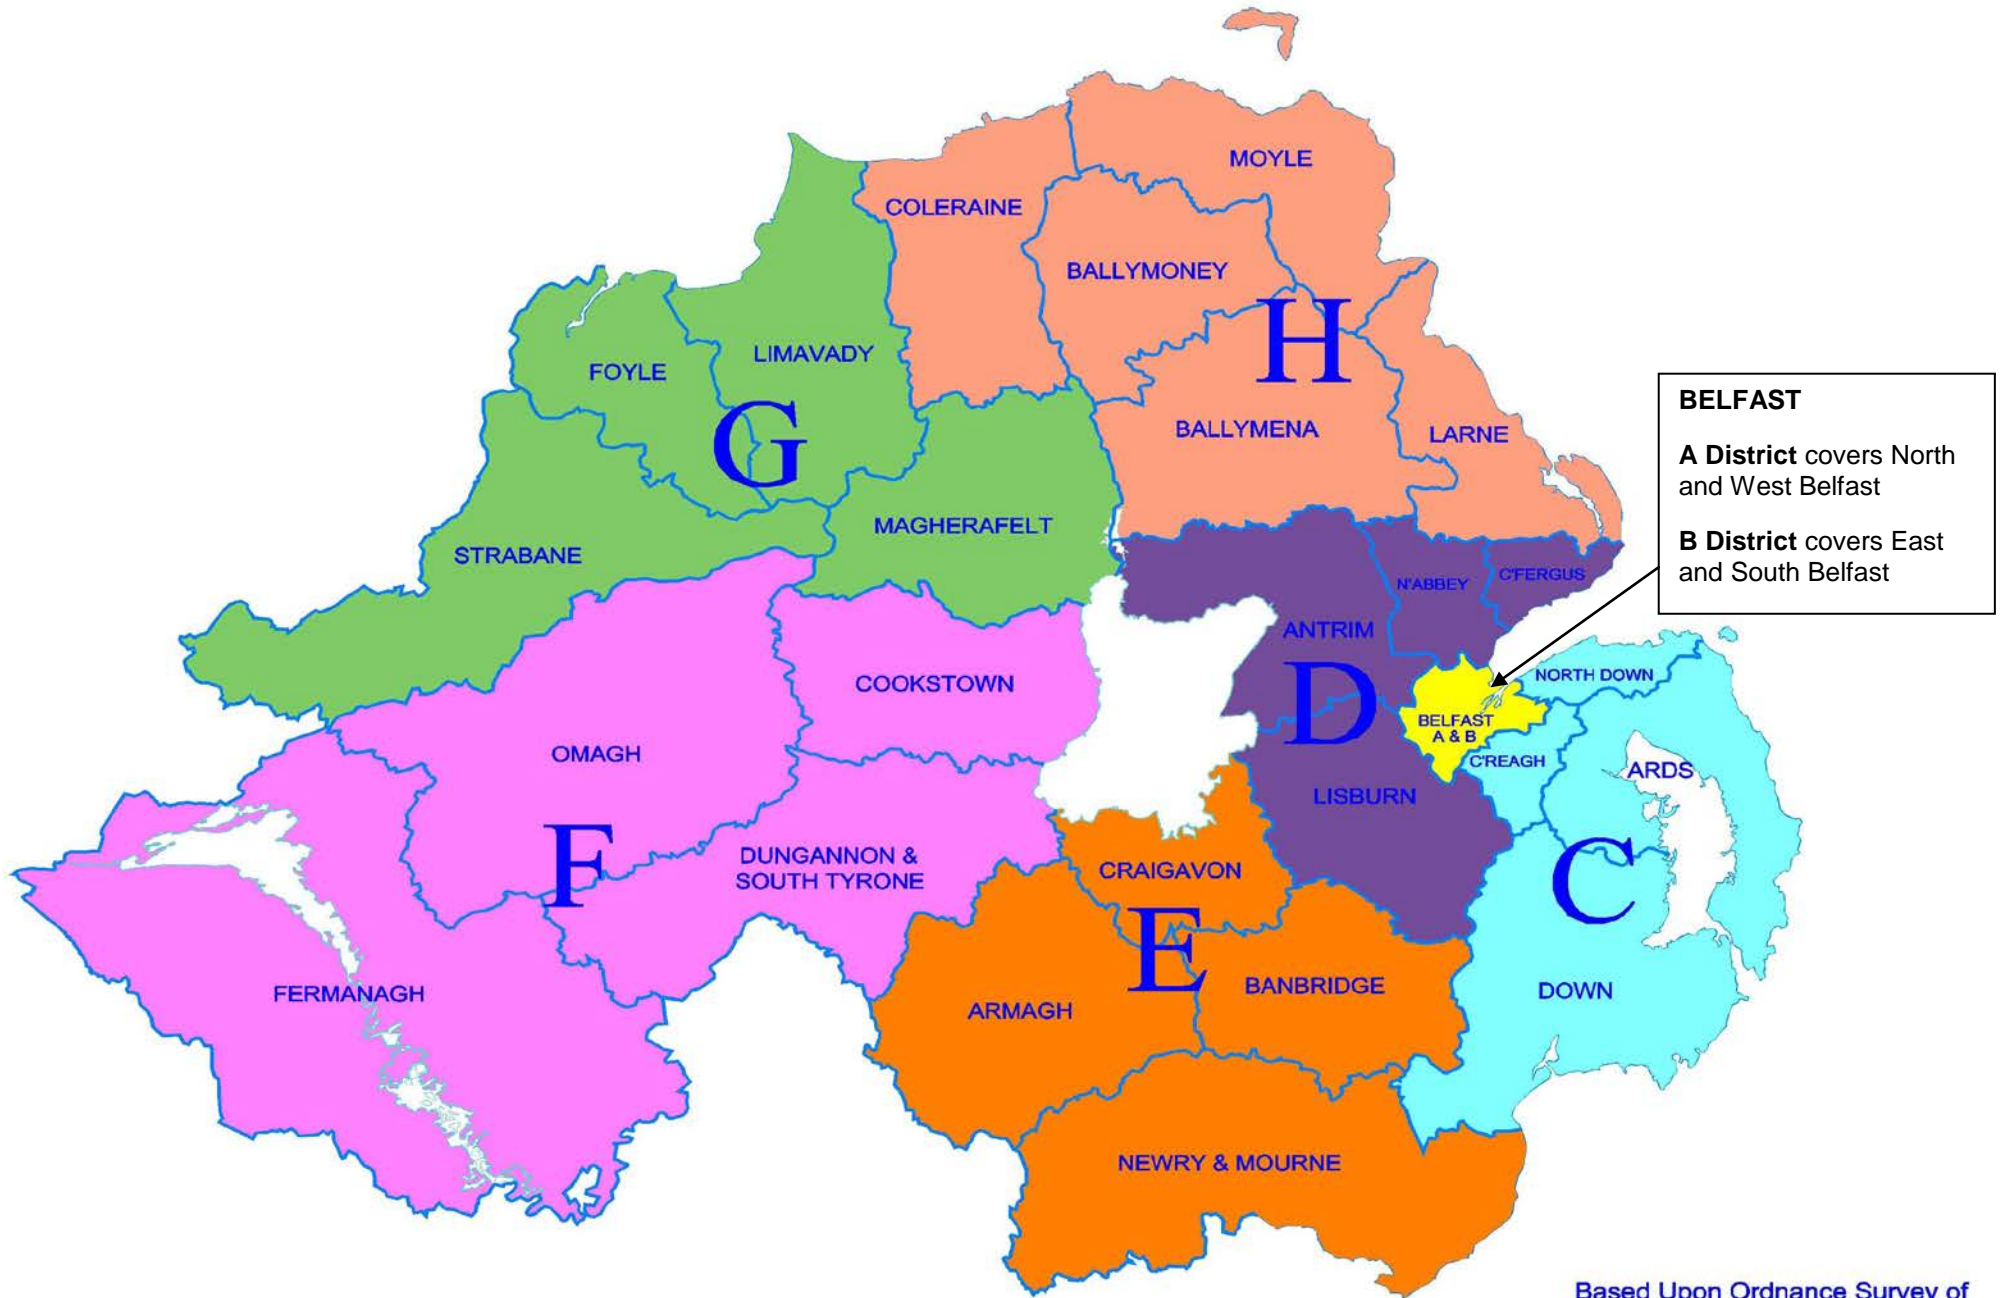 MOYLE
COLERAINE
BALLYMONEY
H
LIMAVADY
FOYLE
G
BALLYMENA
LARNE
MAGHERAFELT
STRABANE
BELFAST
A District covers North
and West Belfast
B District covers East
and South Belfast
N'ABBEY
C'FERGUS
ANTRIM
D
NORTH DOWN
BELFAST
A & B
C'REAGH
ARDS
LISBURN
COOKSTOWN
OMAGH
F
DUNGANNON &
SOUTH TYRONE
FERMANAGH
CRAIGAVON
E
ARMAGH
BANBRIDGE
C
DOWN
NEWRY & MOURNE
Based Upon Ordnance Survey of